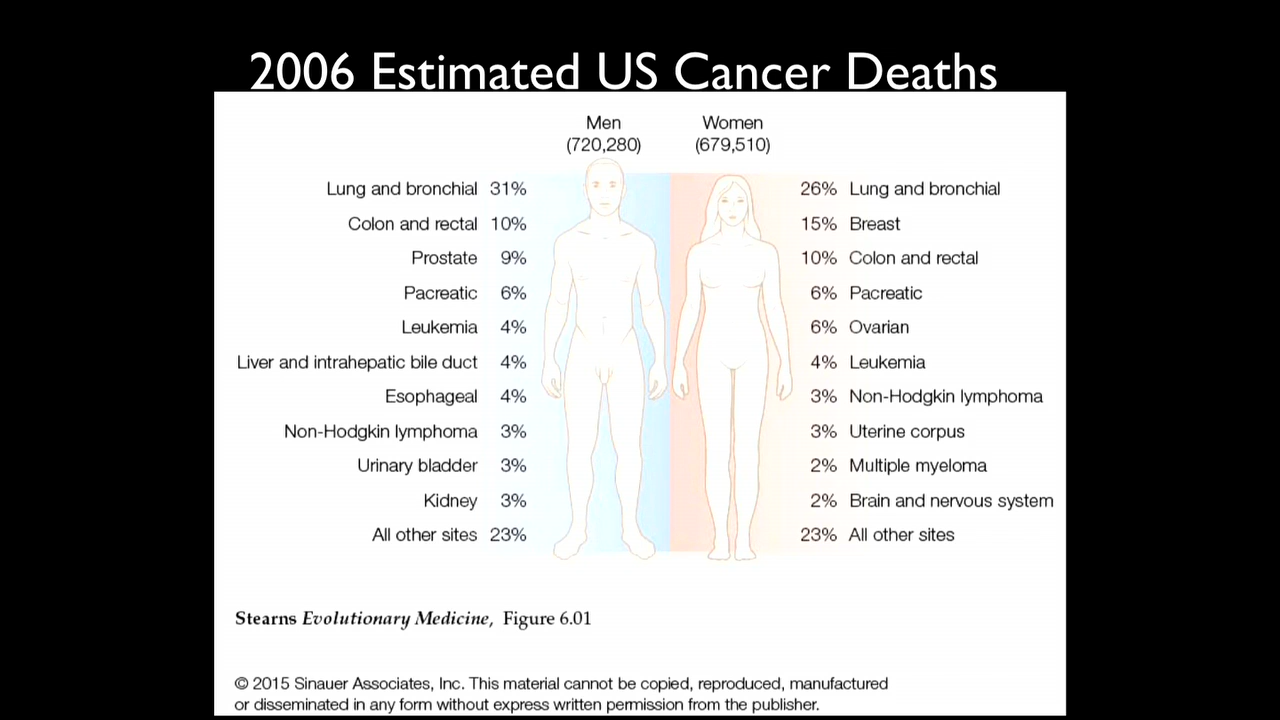 2006 Estimated US Cancer Deaths
Men
(720,280)
Women
(679,510)
Lung and bronchial 31%
Colon and rectal 10%
Prostate 9%
Pacreatic 6%
Leukemia 4%
Liver and intrahepatic bile duct 4%
Esophageal 4%
Non-Hodgkin lymphoma 3%
Urinary bladder 3%
Kidney 3%
All other sites 23%
26% Lung and bronchial
15% Breast
10% Colon and rectal
6% Pacreatic
6% Ovarian
4% Leukemia
3% Non-Hodgkin lymphoma
3% Uterine corpus
2% Multiple myeloma
2% Brain and nervous system
23% All other sites
Stearns Evolutionary Medicine, Figure 6.01
© 2015 Sinauer Associates, Inc. This material cannot be copied, reproduced, manufactured
or disseminated in any form without express written permission from the publisher.